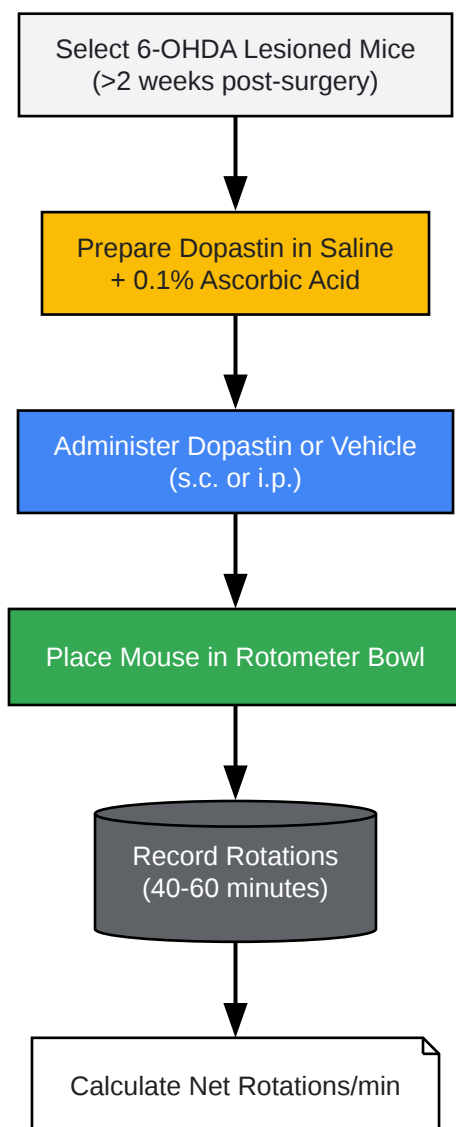 Select 6-OHDA Lesioned Mice
(>2 weeks post-surgery)
Prepare Dopastin in Saline
+ 0.1% Ascorbic Acid
Administer Dopastin or Vehicle
(s.c. or i.p.)
Place Mouse in Rotometer Bowl
Record Rotations
(40-60 minutes)
Calculate Net Rotations/min